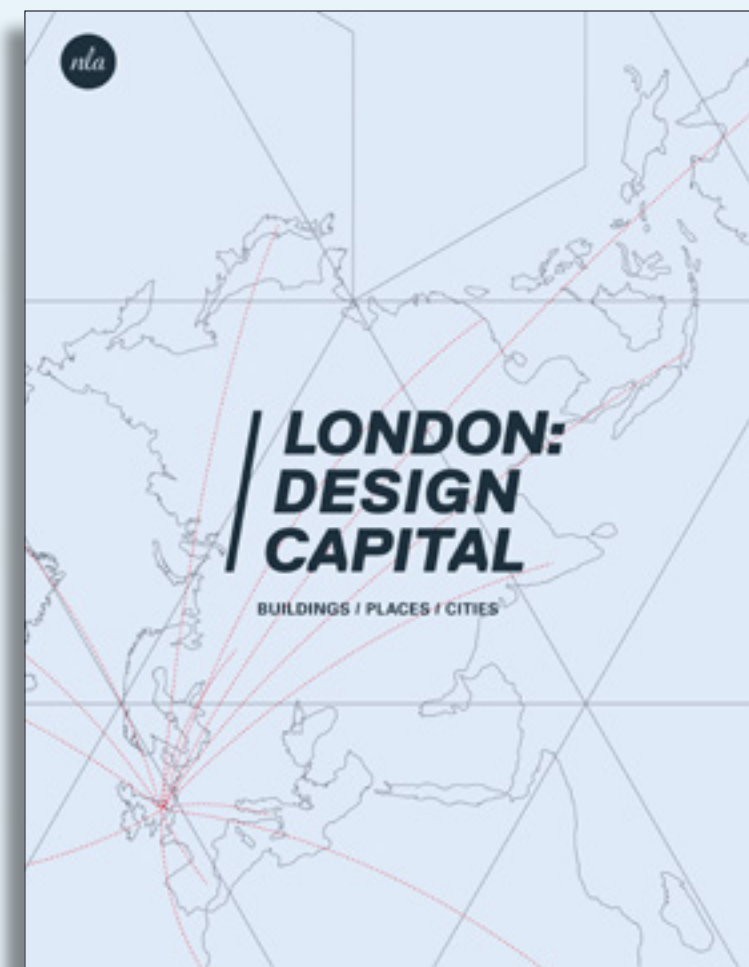 nla
LONDON:
DESIGN
CAPITAL
BUILDINGS / PLACES / CITIES